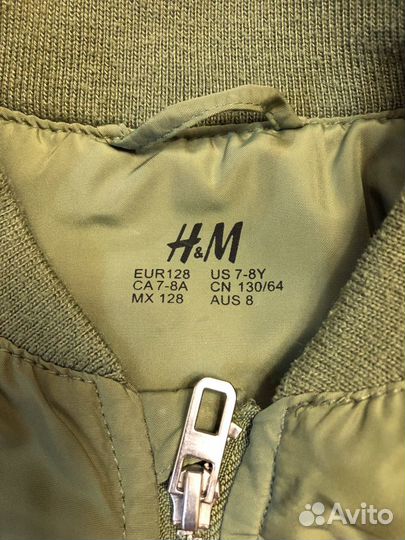 H&M
EUR128 US 7-8Y
CA 7-8A CN 130/64
MX 128 AUS 8
Avito